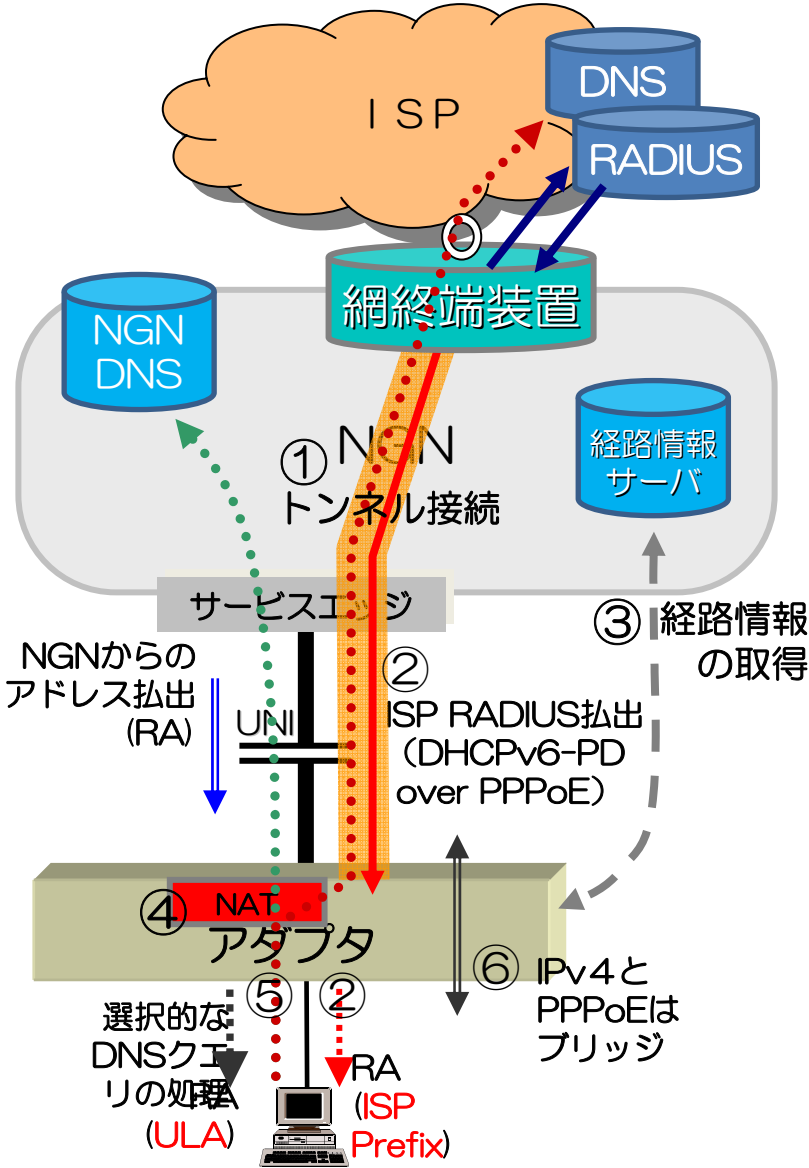 ＩＳＰ
DNS
RADIUS
網終端装置
NGN
DNS
① NGN
トンネル接続
経路情報
サーバ
サービスエッジ
③ 経路情報
の取得
NGNからの
アドレス払出
(RA)
UNI
②
ISP RADIUS払出
（DHCPv6-PD
over PPPoE）
④ NAT
アダプタ
⑤ ②
⑥ IPv４と
PPPoEは
ブリッジ
選択的な
DNSクエ
リの処理
RA
(ULA)
RA
(ISP
Prefix)